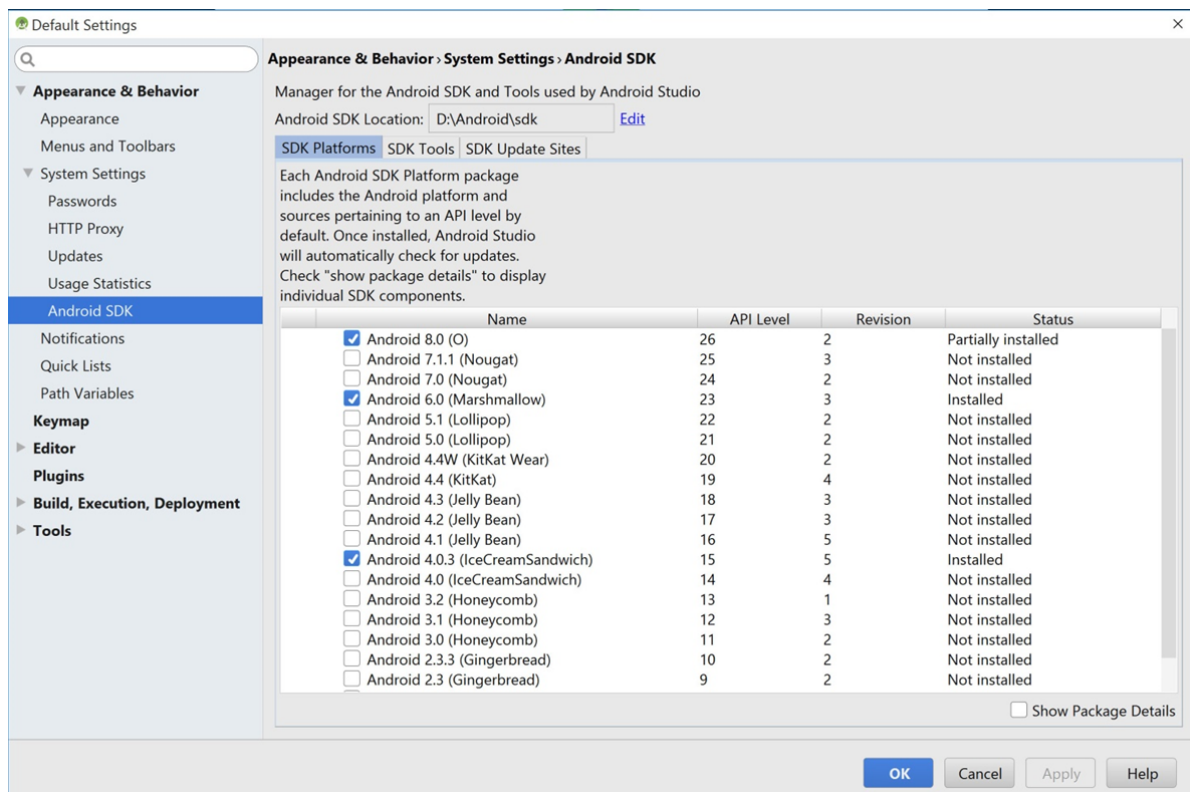 Default Settings
Appearance & Behavior › System Settings › Android SDK
Appearance & Behavior
Appearance
Menus and Toolbars
System Settings
Passwords
HTTP Proxy
Updates
Usage Statistics
Android SDK
Notifications
Quick Lists
Path Variables
Keymap
Editor
Plugins
Build, Execution, Deployment
Tools
Manager for the Android SDK and Tools used by Android Studio
Android SDK Location: D:\Android\sdk Edit
SDK Platforms SDK Tools SDK Update Sites
Each Android SDK Platform package
includes the Android platform and
sources pertaining to an API level by
default. Once installed, Android Studio
will automatically check for updates.
Check "show package details" to display
individual SDK components.
Name API Level Revision Status
Android 8.0 (O) 26 2 Partially installed
Android 7.1.1 (Nougat) 25 3 Not installed
Android 7.0 (Nougat) 24 2 Not installed
Android 6.0 (Marshmallow) 23 3 Installed
Android 5.1 (Lollipop) 22 2 Not installed
Android 5.0 (Lollipop) 21 2 Not installed
Android 4.4W (KitKat Wear) 20 2 Not installed
Android 4.4 (KitKat) 19 4 Not installed
Android 4.3 (Jelly Bean) 18 3 Not installed
Android 4.2 (Jelly Bean) 17 3 Not installed
Android 4.1 (Jelly Bean) 16 5 Not installed
Android 4.0.3 (IceCreamSandwich) 15 5 Installed
Android 4.0 (IceCreamSandwich) 14 4 Not installed
Android 3.2 (Honeycomb) 13 1 Not installed
Android 3.1 (Honeycomb) 12 3 Not installed
Android 3.0 (Honeycomb) 11 2 Not installed
Android 2.3.3 (Gingerbread) 10 2 Not installed
Android 2.3 (Gingerbread) 9 2 Not installed
Show Package Details
OK Cancel Apply Help